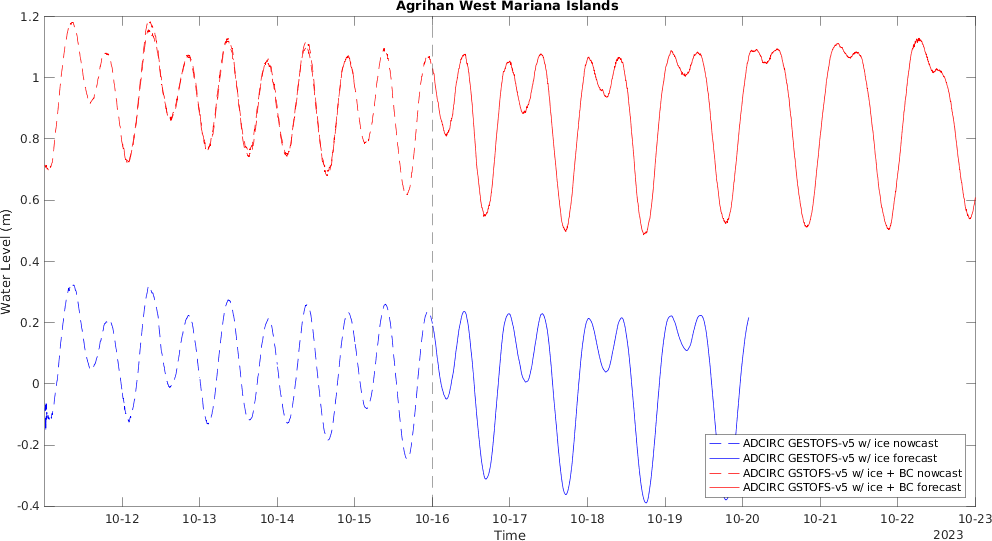 Agrihan West Mariana Islands
1.2
1
0.8
0.6
0.4
0.2
0
-0.2
-0.4
Water Level (m)
ADCIRC GESTOFS-v5 w/ ice nowcast
ADCIRC GESTOFS-v5 w/ ice forecast
ADCIRC GSTOFS-v5 w/ ice + BC nowcast
ADCIRC GSTOFS-v5 w/ ice + BC forecast
10-12 10-13 10-14 10-15 10-16 10-17 10-18 10-19 10-20 10-21 10-22 10-23
Time
2023